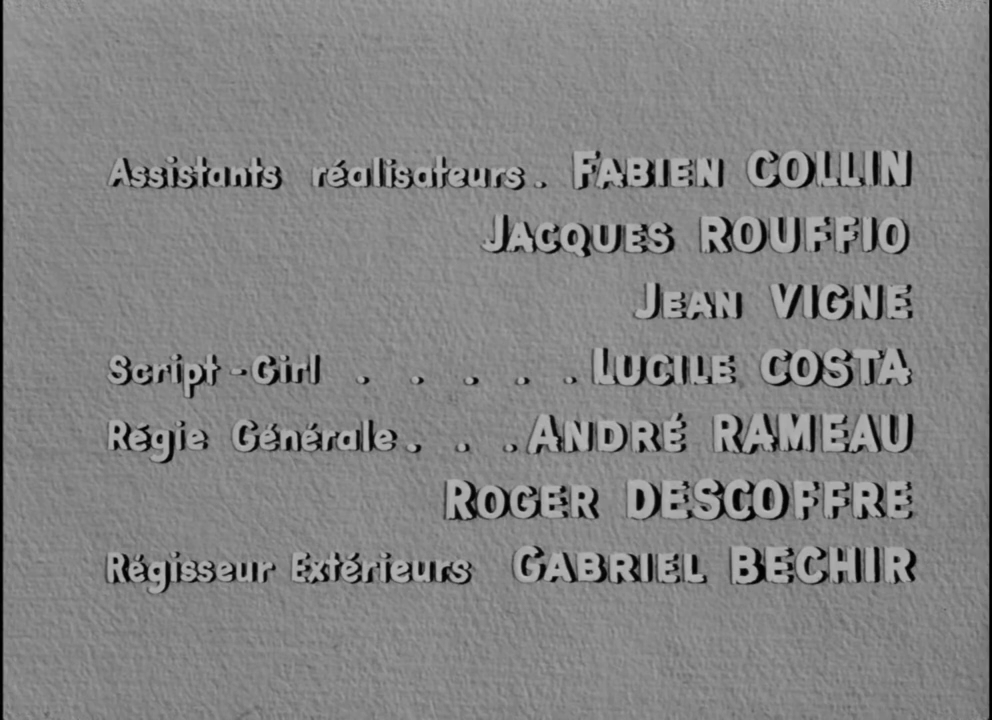 Assistants réalisateurs. FABIEN COLLIN
JACQUES ROUFFIO
JEAN VIGNE
Script-Girl . . . . . LUCILE COSTA
Régie Générale. . . ANDRÉ RAMEAU
ROGER DESCOFFRE
Régisseur Extérieurs GABRIEL BECHIR